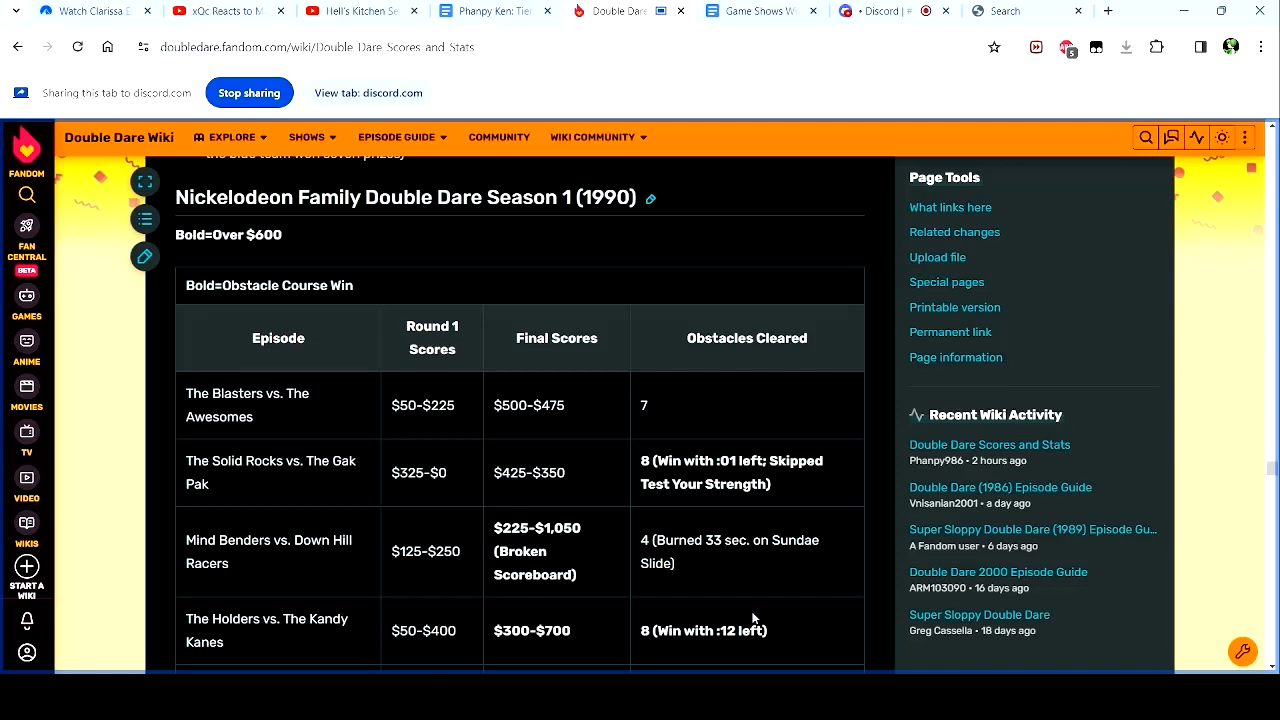 Watch Clarissa E
xQc Reacts to M
Hell's Kitchen Se
Phanpy Ken: Tie
Double Dare
Game Shows Wi
• Discord | #
Search
doubledare.fandom.com/wiki/Double_Dare_Scores_and_Stats
5
Sharing this tab to discord.com
Stop sharing
View tab: discord.com
FANDOM
FAN CENTRAL
BETA
GAMES
ANIME
MOVIES
TV
VIDEO
WIKIS
START A WIKI
Double Dare Wiki
EXPLORE
SHOWS
EPISODE GUIDE
COMMUNITY
WIKI COMMUNITY
the blue team won seven prizes)
Nickelodeon Family Double Dare Season 1 (1990)
Bold=Over $600
Bold=Obstacle Course Win
Episode
Round 1 Scores
Final Scores
Obstacles Cleared
The Blasters vs. The Awesomes
$50-$225
$500-$475
7
The Solid Rocks vs. The Gak Pak
$325-$0
$425-$350
8 (Win with :01 left; Skipped Test Your Strength)
Mind Benders vs. Down Hill Racers
$125-$250
$225-$1,050 (Broken Scoreboard)
4 (Burned 33 sec. on Sundae Slide)
The Holders vs. The Kandy Kanes
$50-$400
$300-$700
8 (Win with :12 left)
Page Tools
What links here
Related changes
Upload file
Special pages
Printable version
Permanent link
Page information
Recent Wiki Activity
Double Dare Scores and Stats
Phanpy986 • 2 hours ago
Double Dare (1986) Episode Guide
Vnisanian2001 • a day ago
Super Sloppy Double Dare (1989) Episode Gu...
A Fandom user • 6 days ago
Double Dare 2000 Episode Guide
ARM103090 • 16 days ago
Super Sloppy Double Dare
Greg Cassella • 18 days ago